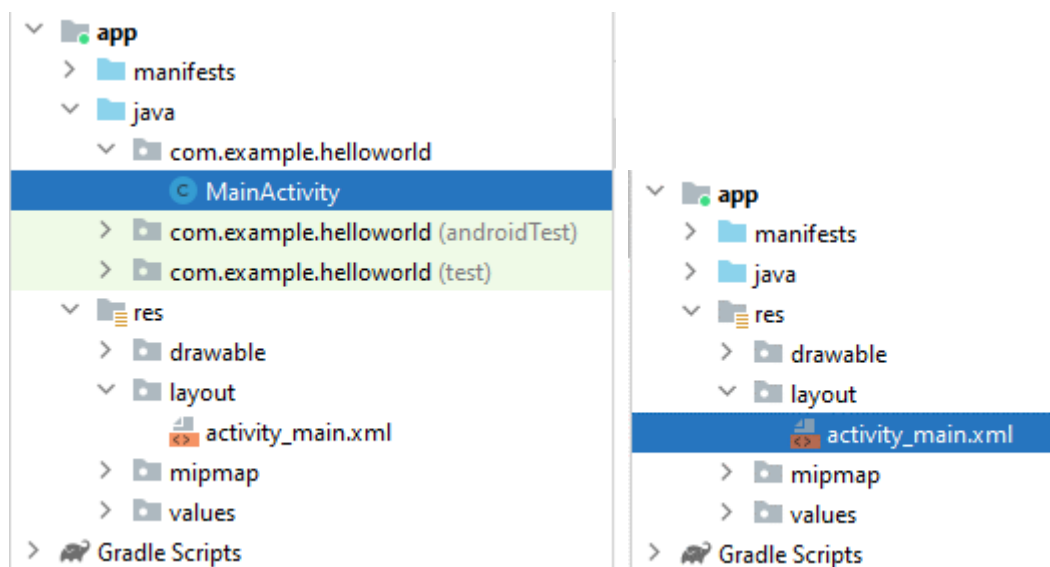 app
manifests
java
com.example.helloworld
C MainActivity
com.example.helloworld (androidTest)
com.example.helloworld (test)
res
drawable
layout
<> activity_main.xml
mipmap
values
Gradle Scripts
app
manifests
java
res
drawable
layout
<> activity_main.xml
mipmap
values
Gradle Scripts